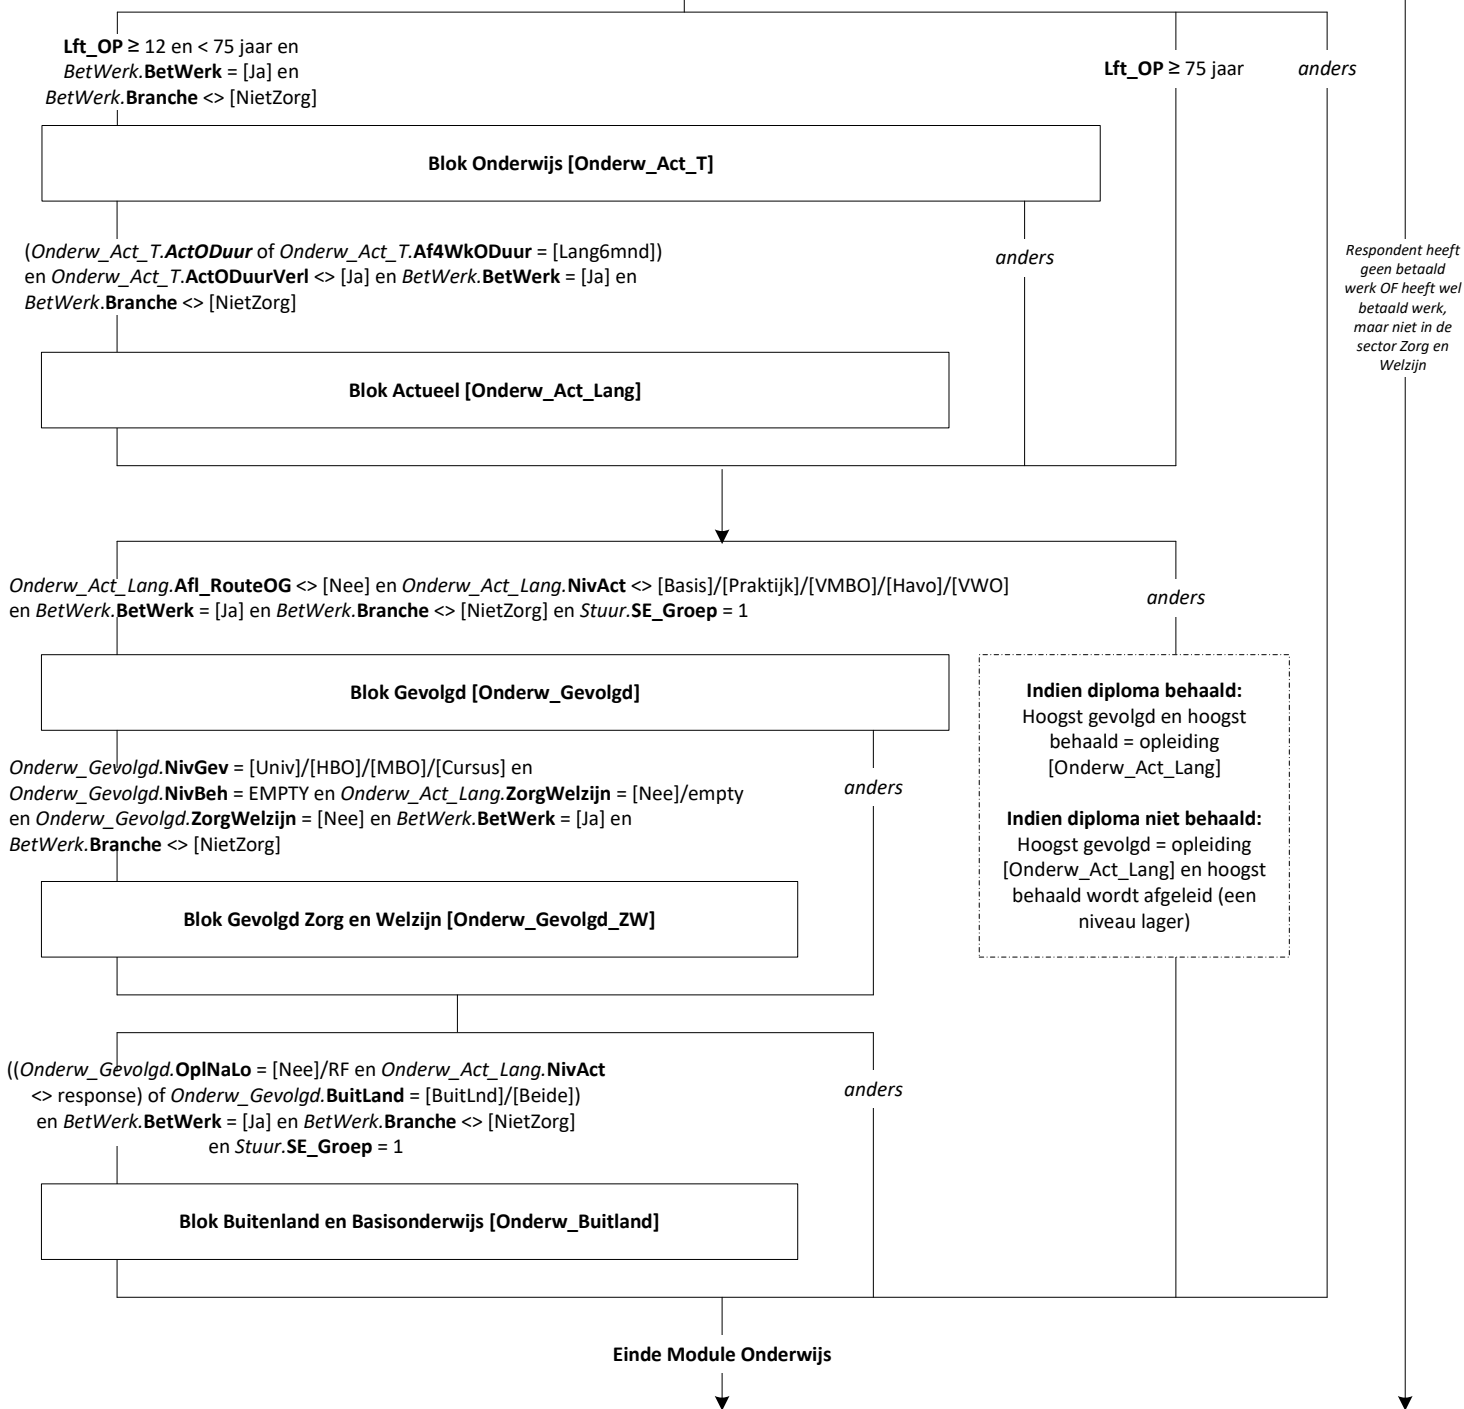 Lft_OP ≥ 12 en < 75 jaar en
BetWerk.BetWerk = [Ja] en
BetWerk.Branche <> [NietZorg]
Lft_OP ≥ 75 jaar
anders
Blok Onderwijs [Onderw_Act_T]
(Onderw_Act_T.ActODuur of Onderw_Act_T.Af4WkODuur = [Lang6mnd])
en Onderw_Act_T.ActODuurVerl <> [Ja] en BetWerk.BetWerk = [Ja] en
BetWerk.Branche <> [NietZorg]
anders
Respondent heeft
geen betaald
werk OF heeft wel
betaald werk,
maar niet in de
sector Zorg en
Welzijn
Blok Actueel [Onderw_Act_Lang]
Onderw_Act_Lang.Afl_RouteOG <> [Nee] en Onderw_Act_Lang.NivAct <> [Basis]/[Praktijk]/[VMBO]/[Havo]/[VWO]
en BetWerk.BetWerk = [Ja] en BetWerk.Branche <> [NietZorg] en Stuur.SE_Groep = 1
anders
Blok Gevolgd [Onderw_Gevolgd]
Indien diploma behaald:
Hoogst gevolgd en hoogst
behaald = opleiding
[Onderw_Act_Lang]
Indien diploma niet behaald:
Hoogst gevolgd = opleiding
[Onderw_Act_Lang] en hoogst
behaald wordt afgeleid (een
niveau lager)
Onderw_Gevolgd.NivGev = [Univ]/[HBO]/[MBO]/[Cursus] en
Onderw_Gevolgd.NivBeh = EMPTY en Onderw_Act_Lang.ZorgWelzijn = [Nee]/empty
en Onderw_Gevolgd.ZorgWelzijn = [Nee] en BetWerk.BetWerk = [Ja] en
BetWerk.Branche <> [NietZorg]
anders
Blok Gevolgd Zorg en Welzijn [Onderw_Gevolgd_ZW]
((Onderw_Gevolgd.OplNaLo = [Nee]/RF en Onderw_Act_Lang.NivAct
<> response) of Onderw_Gevolgd.BuitLand = [BuitLnd]/[Beide])
en BetWerk.BetWerk = [Ja] en BetWerk.Branche <> [NietZorg]
en Stuur.SE_Groep = 1
anders
Blok Buitenland en Basisonderwijs [Onderw_Buitland]
Einde Module Onderwijs